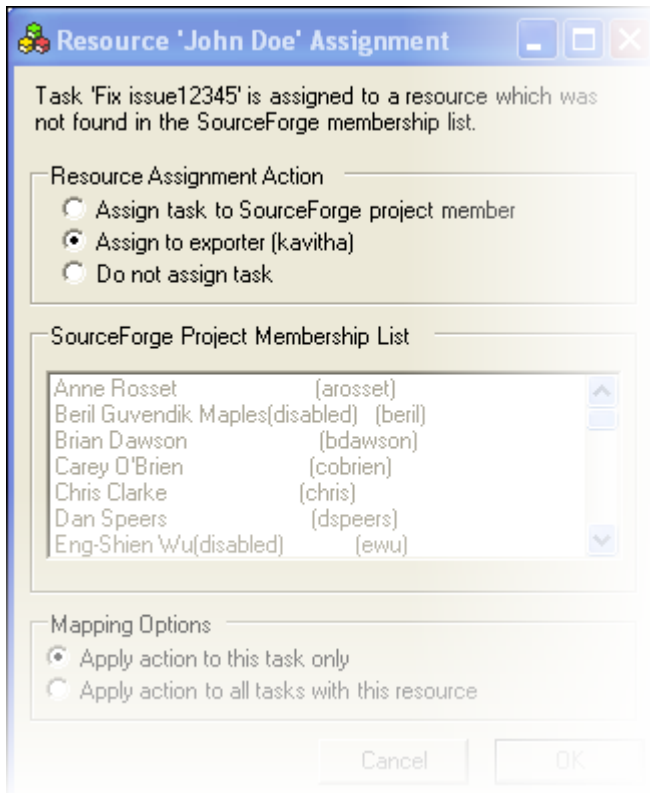 Resource 'John Doe' Assignment
Task 'Fix issue12345' is assigned to a resource which was
not found in the SourceForge membership list.
Resource Assignment Action
Assign task to SourceForge project member
Assign to exporter (kavitha)
Do not assign task
SourceForge Project Membership List
Anne Rosset (arosset)
Beril Guvendik Maples(disabled) (beril)
Brian Dawson (bdawson)
Carey O'Brien (cobrien)
Chris Clarke (chris)
Dan Speers (dspeers)
Eng-Shien Wu(disabled) (ewu)
Mapping Options
Apply action to this task only
Apply action to all tasks with this resource
Cancel OK